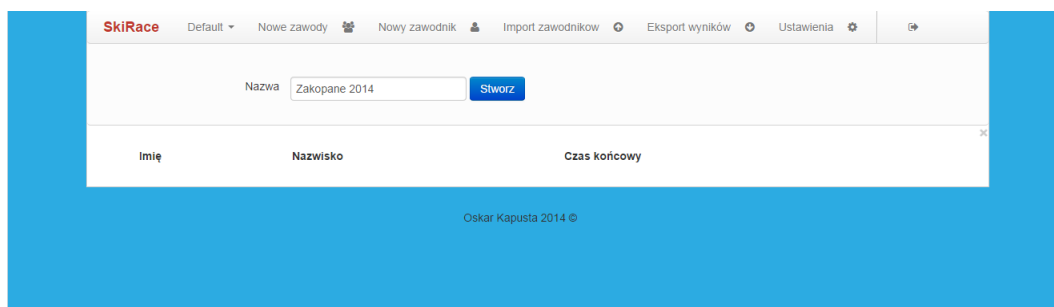 SkiRace Default Nowe zawody Nowy zawodnik Import zawodnikow Eksport wyników Ustawienia
Nazwa Zakopane 2014 Stworz
Imię Nazwisko Czas końcowy
Oskar Kapusta 2014 ©